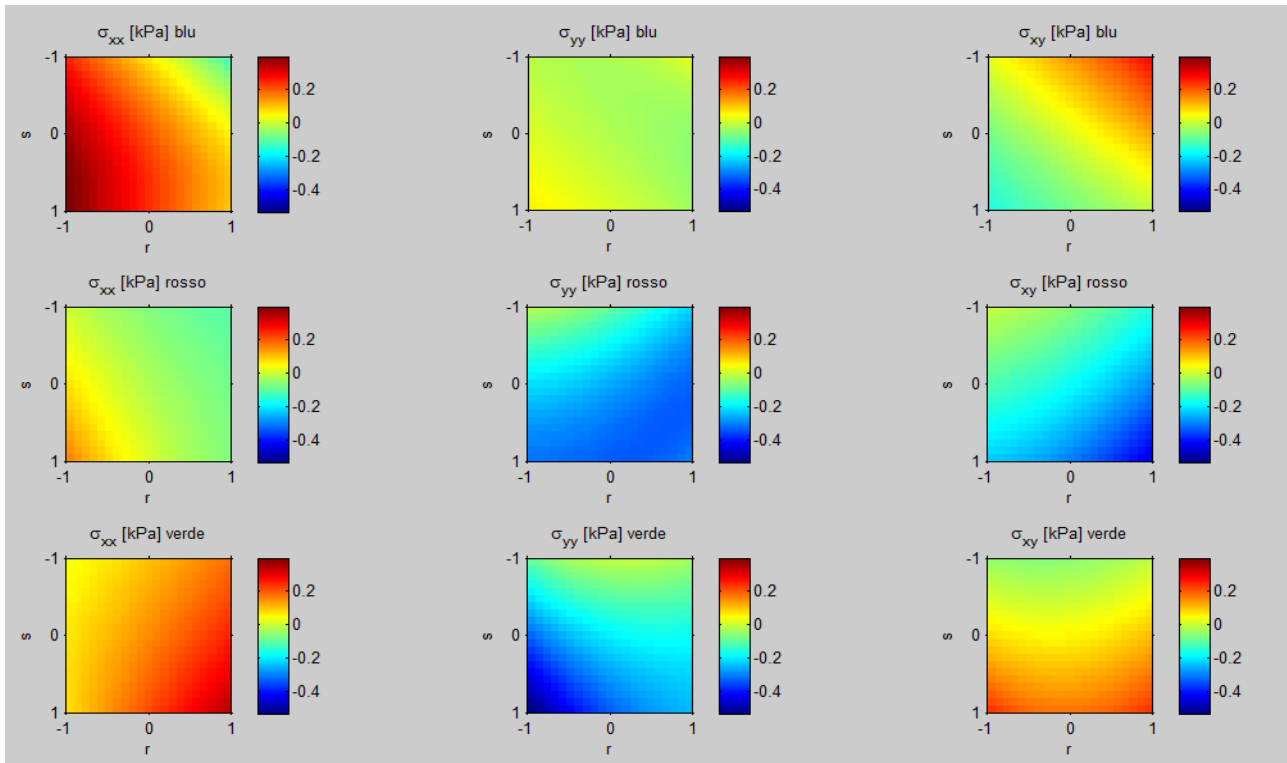 σxx [kPa] blu
σyy [kPa] blu
σxy [kPa] blu
-1
0
1
s
-1 0 1
r
0.2
0
-0.2
-0.4
-1
0
1
s
-1 0 1
r
0.2
0
-0.2
-0.4
-1
0
1
s
-1 0 1
r
0.2
0
-0.2
-0.4
σxx [kPa] rosso
σyy [kPa] rosso
σxy [kPa] rosso
-1
0
1
s
-1 0 1
r
0.2
0
-0.2
-0.4
-1
0
1
s
-1 0 1
r
0.2
0
-0.2
-0.4
-1
0
1
s
-1 0 1
r
0.2
0
-0.2
-0.4
σxx [kPa] verde
σyy [kPa] verde
σxy [kPa] verde
-1
0
1
s
-1 0 1
r
0.2
0
-0.2
-0.4
-1
0
1
s
-1 0 1
r
0.2
0
-0.2
-0.4
-1
0
1
s
-1 0 1
r
0.2
0
-0.2
-0.4